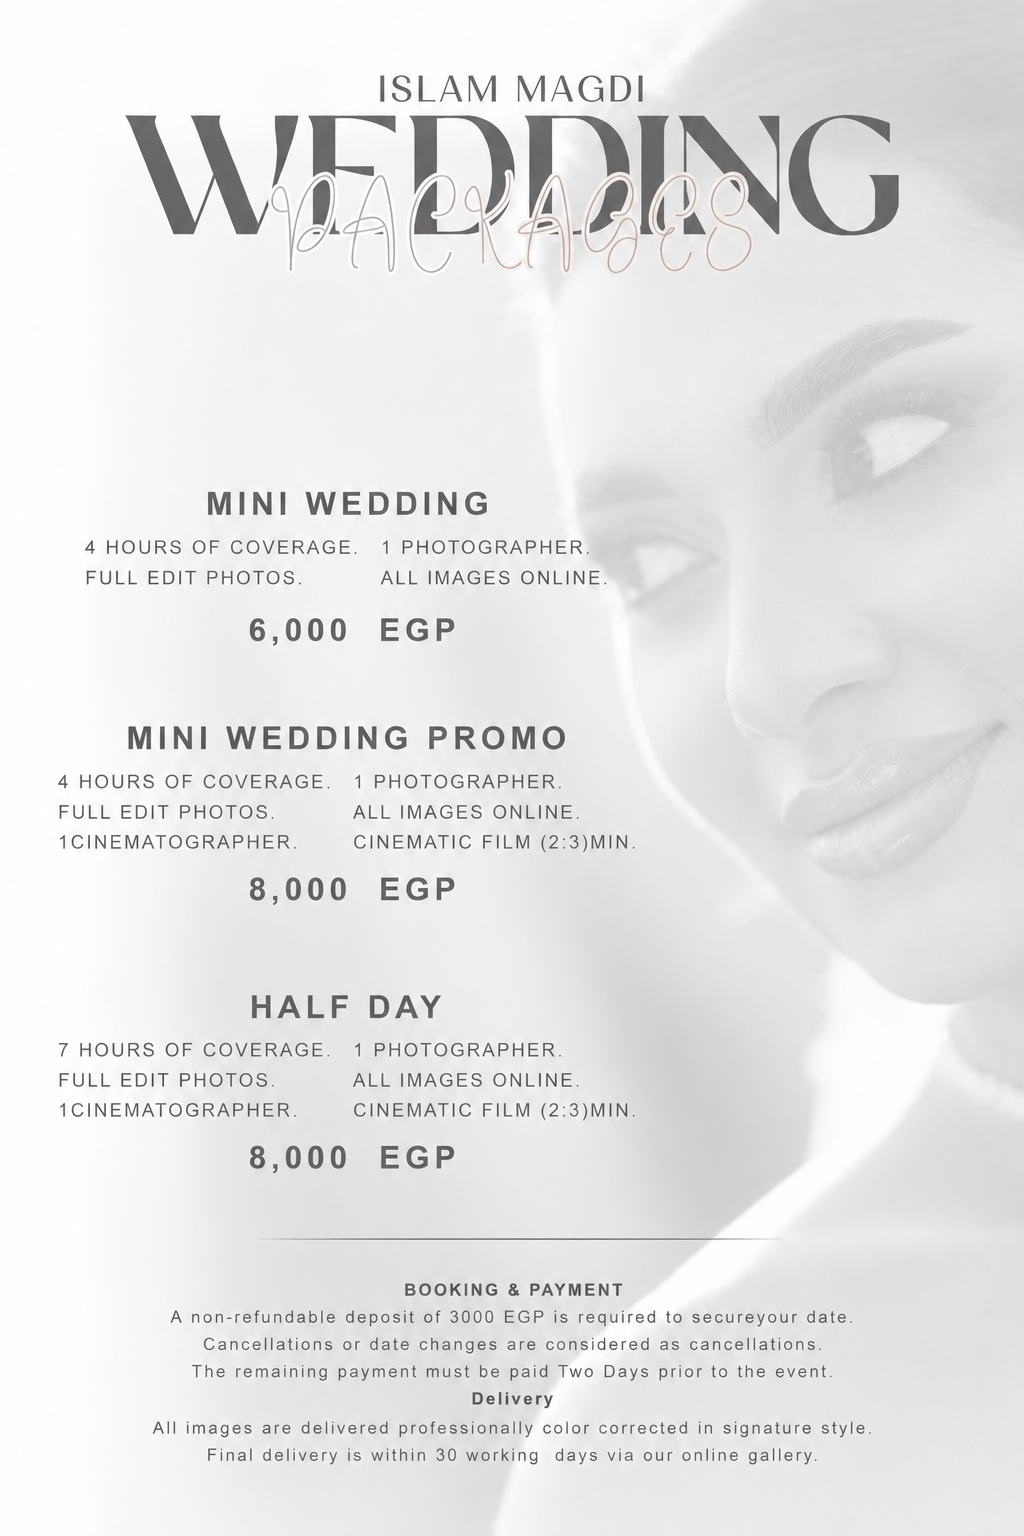 ISLAM MAGDI
WEDDING
PACKAGES
MINI WEDDING
4 HOURS OF COVERAGE. 1 PHOTOGRAPHER.
FULL EDIT PHOTOS. ALL IMAGES ONLINE.
6,000 EGP
MINI WEDDING PROMO
4 HOURS OF COVERAGE. 1 PHOTOGRAPHER.
FULL EDIT PHOTOS. ALL IMAGES ONLINE.
1CINEMATOGRAPHER. CINEMATIC FILM (2:3)MIN.
8,000 EGP
HALF DAY
7 HOURS OF COVERAGE. 1 PHOTOGRAPHER.
FULL EDIT PHOTOS. ALL IMAGES ONLINE.
1CINEMATOGRAPHER. CINEMATIC FILM (2:3)MIN.
8,000 EGP
BOOKING & PAYMENT
A non-refundable deposit of 3000 EGP is required to secureyour date.
Cancellations or date changes are considered as cancellations.
The remaining payment must be paid Two Days prior to the event.
Delivery
All images are delivered professionally color corrected in signature style.
Final delivery is within 30 working days via our online gallery.